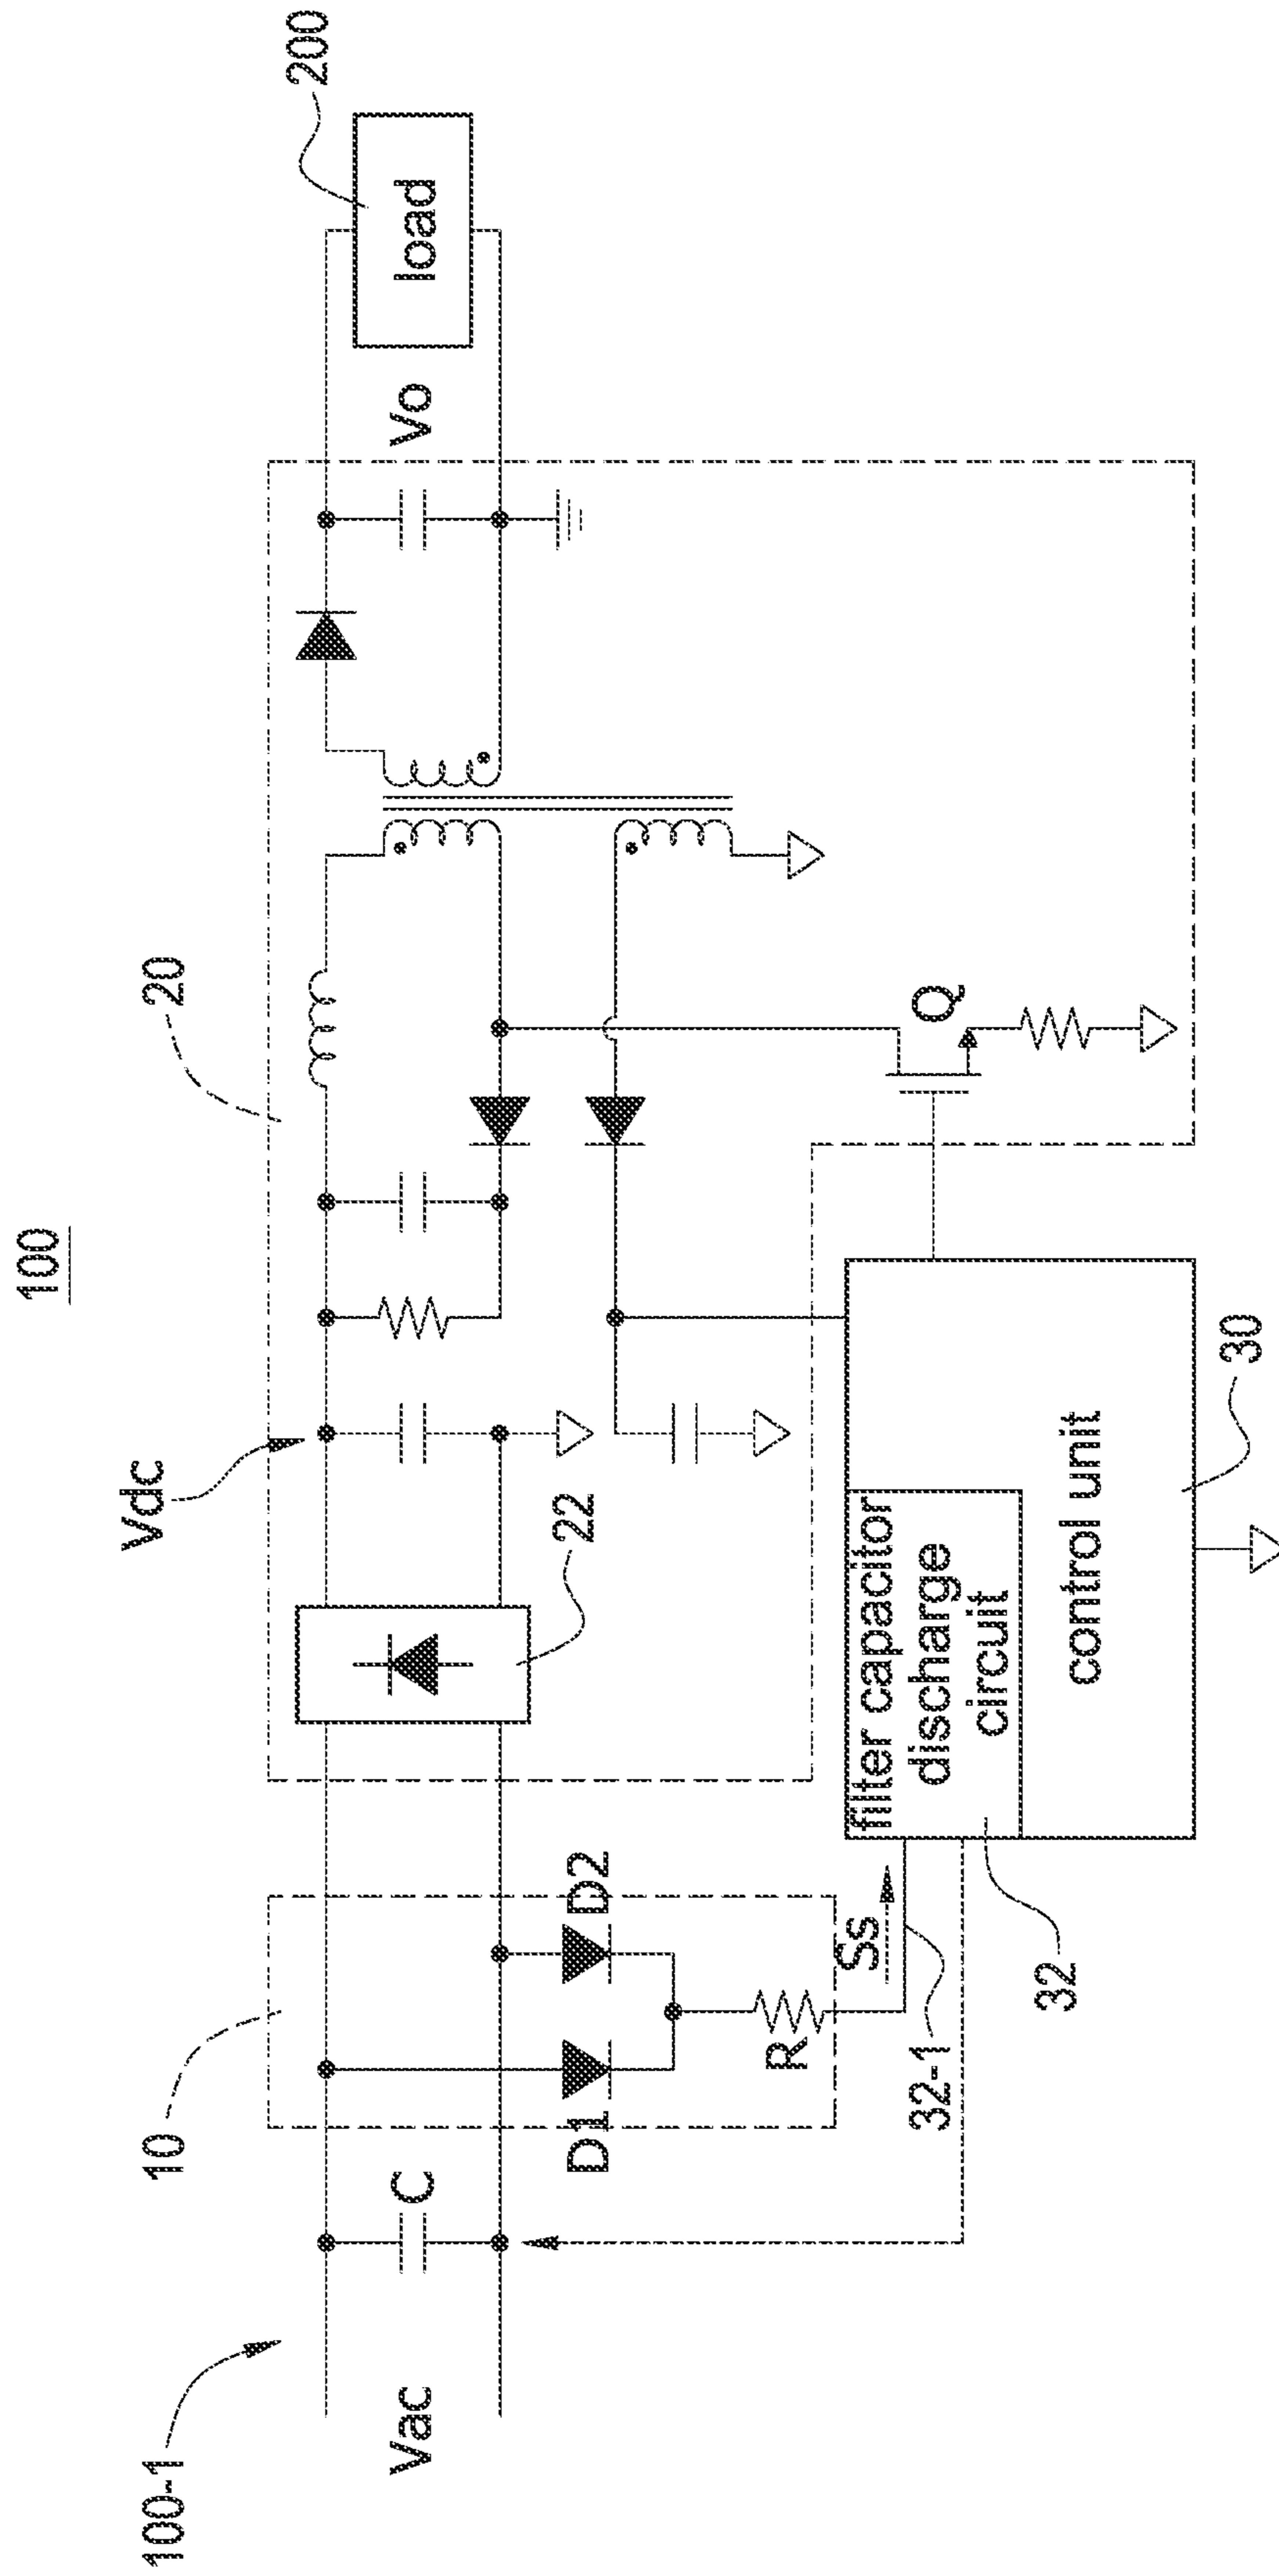 100
20
200
Vdc
10
100-1
Vac
C
D1
D2
R
22
Vo
load
Q
Ss
32-1
32
filter capacitor
discharge
circuit
control unit
30